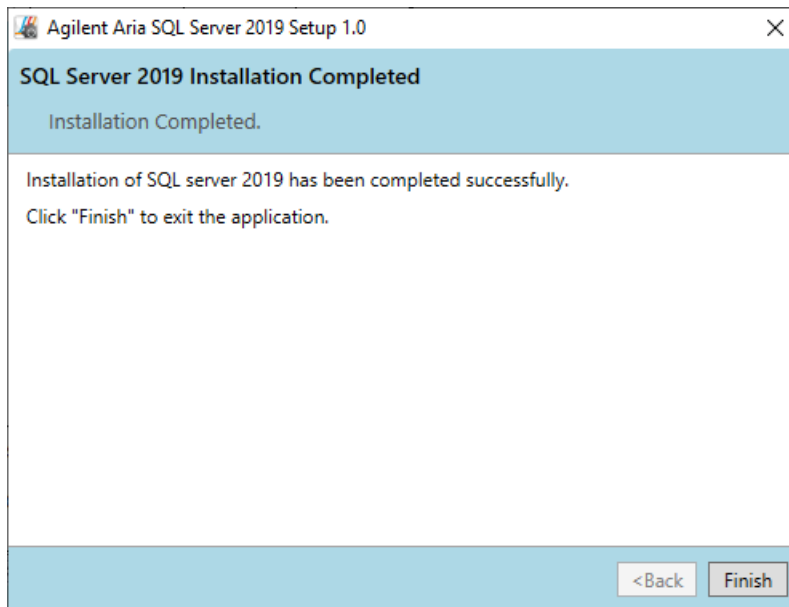 Agilent Aria SQL Server 2019 Setup 1.0
SQL Server 2019 Installation Completed
Installation Completed.
Installation of SQL server 2019 has been completed successfully.
Click "Finish" to exit the application.
<Back Finish